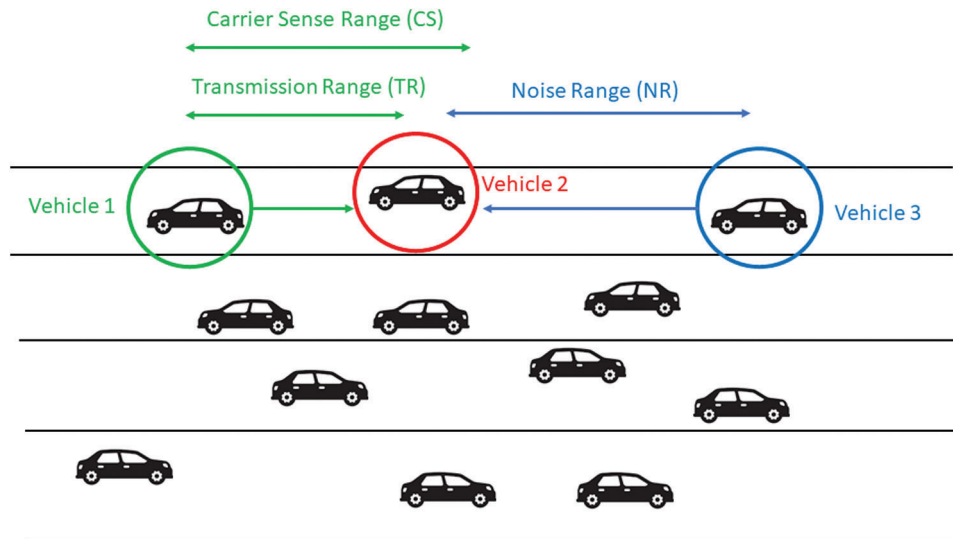 Carrier Sense Range (CS)
Transmission Range (TR)
Noise Range (NR)
Vehicle 1
Vehicle 2
Vehicle 3